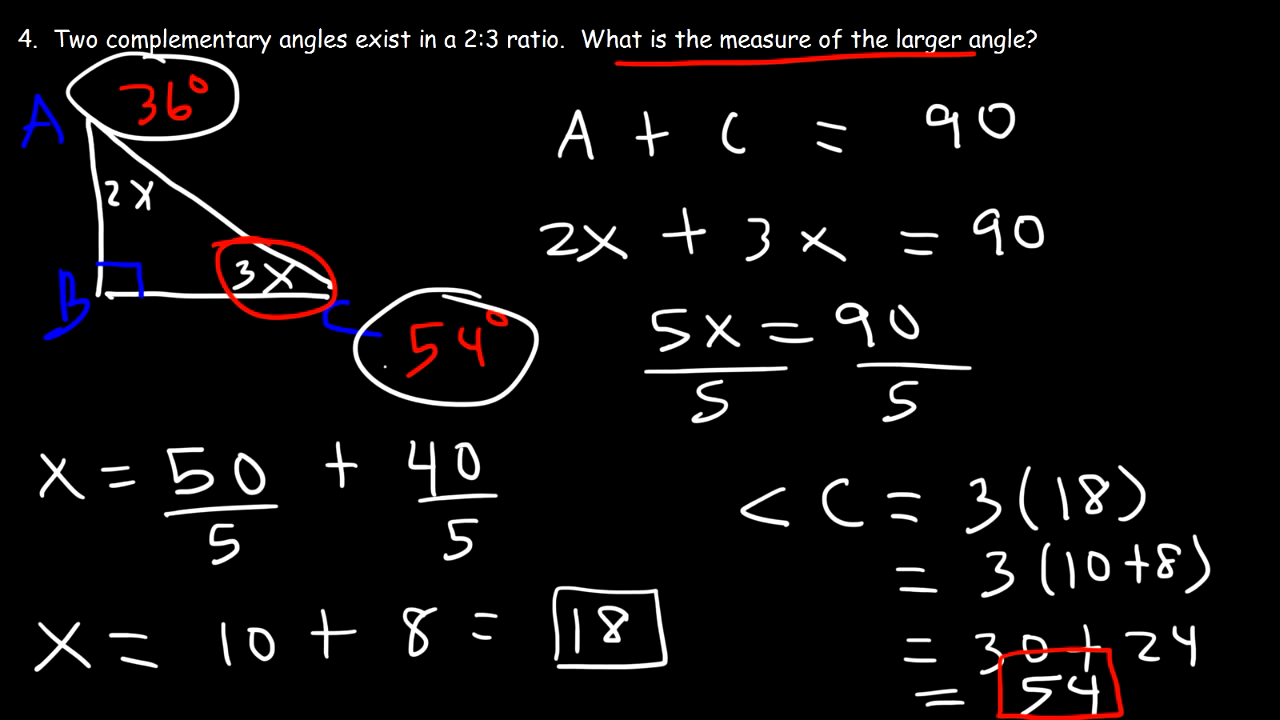 4. Two complementary angles exist in a 2:3 ratio. What is the measure of the larger angle?
A
36°
2x
B
3x
C
54°
A + C = 90
2x + 3x = 90
5x = 90
5 5
x = 50 + 40
5 5
x = 10 + 8 = 18
< C = 3(18)
= 3(10+8)
= 30 + 24
= 54